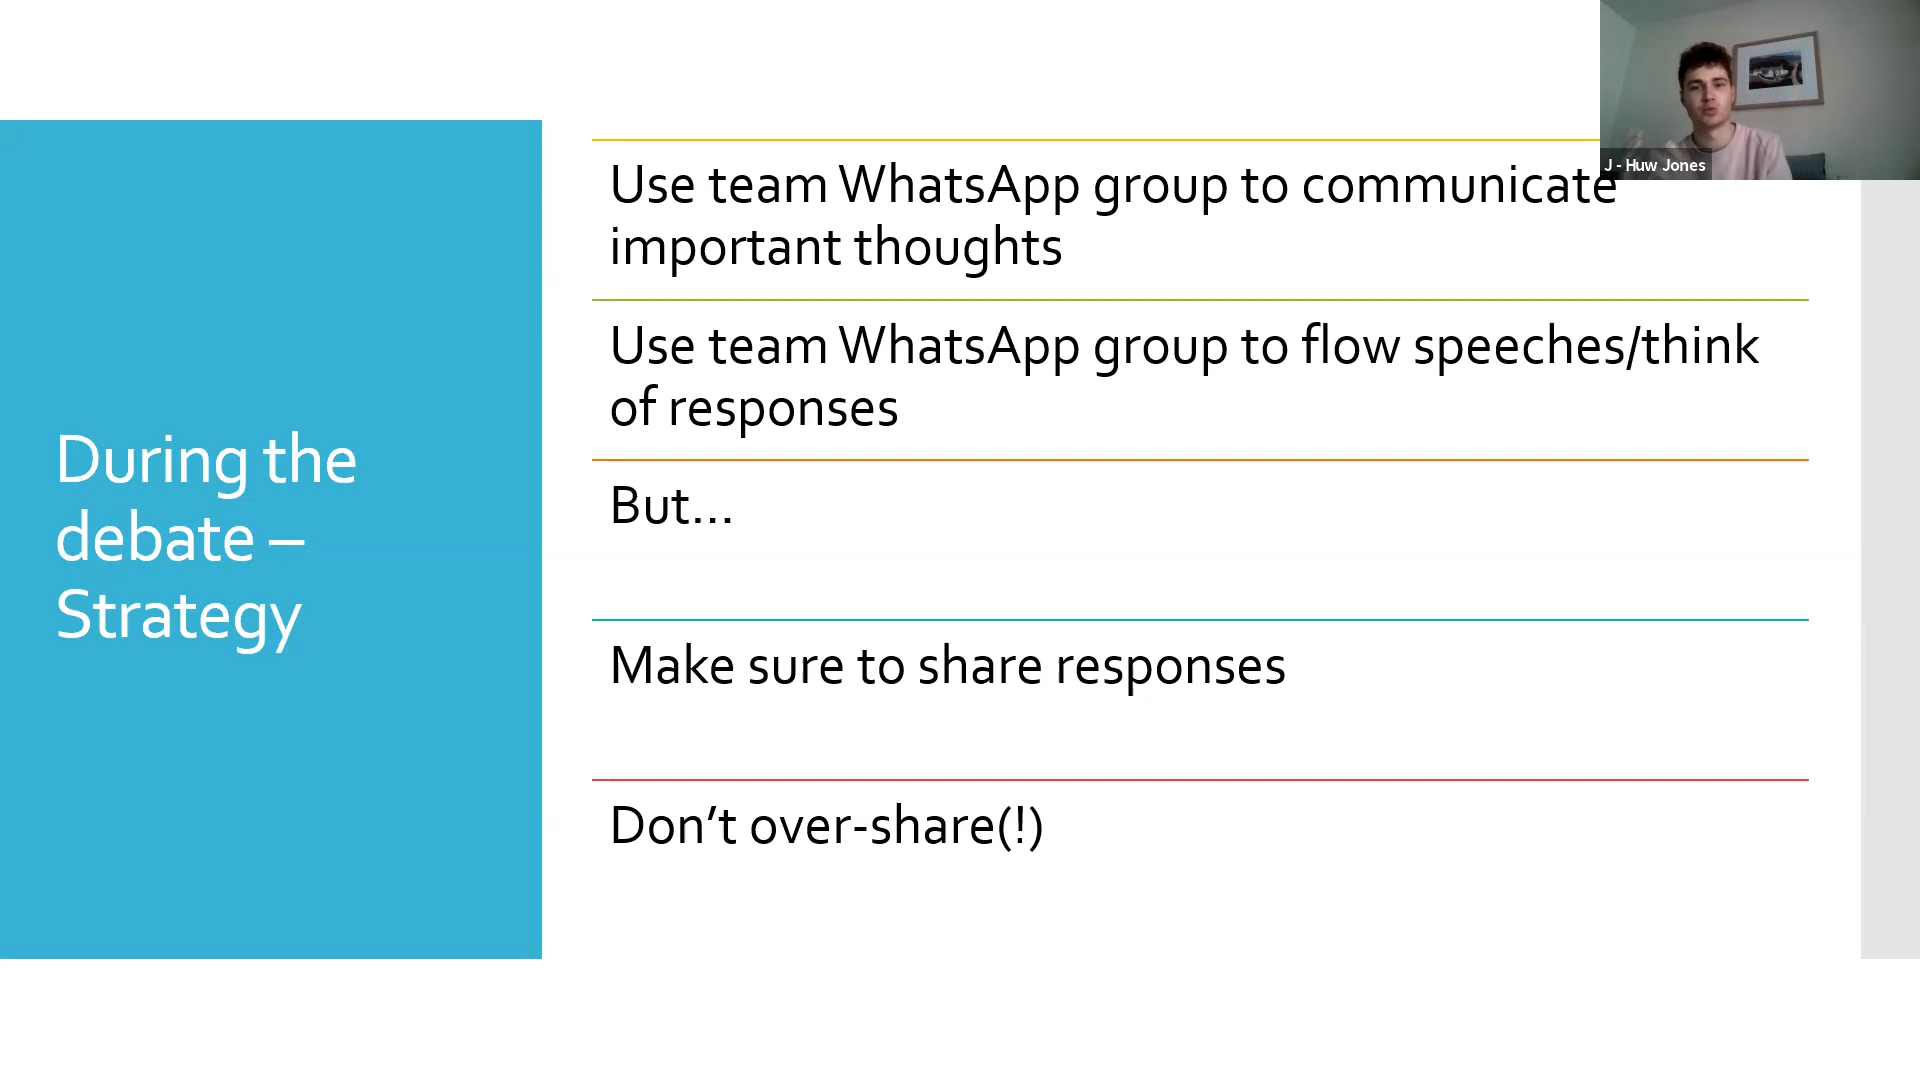 During the
debate –
Strategy
Use team WhatsApp group to communicate
important thoughts
Use team WhatsApp group to flow speeches/think
of responses
But…
Make sure to share responses
Don’t over-share(!)
J - Huw Jones